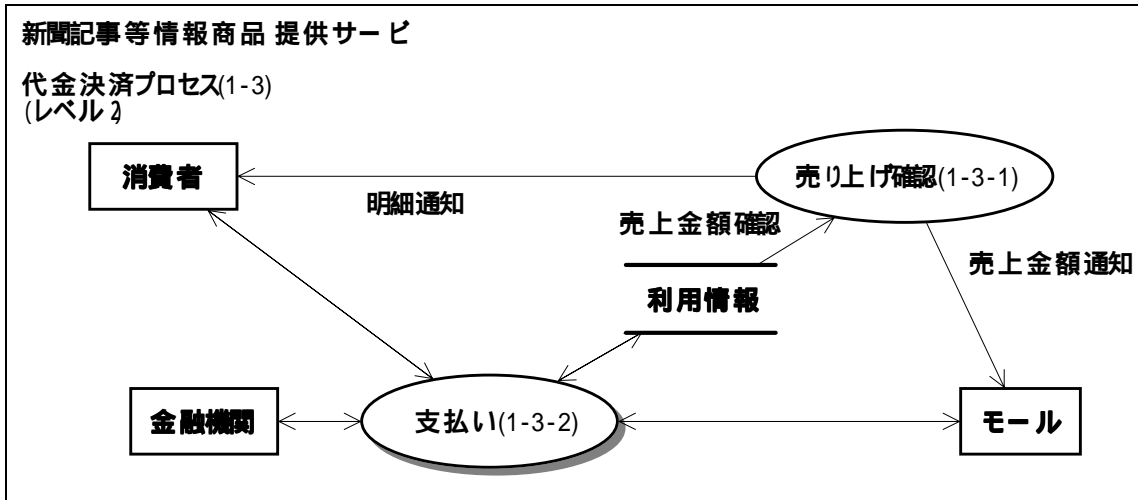 新聞記事等情報商品 提供サービ
代金決済プロセス(1-3)
(レベル2)
消費者
売り上げ確認(1-3-1)
明細通知
売上金額確認
売上金額通知
利用情報
金融機関
支払い(1-3-2)
モール